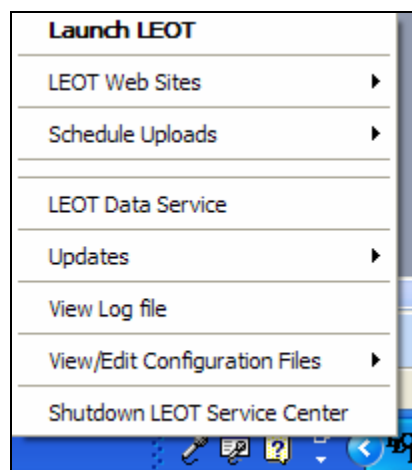 Launch LEOT
LEOT Web Sites
Schedule Uploads
LEOT Data Service
Updates
View Log file
View/Edit Configuration Files
Shutdown LEOT Service Center
?